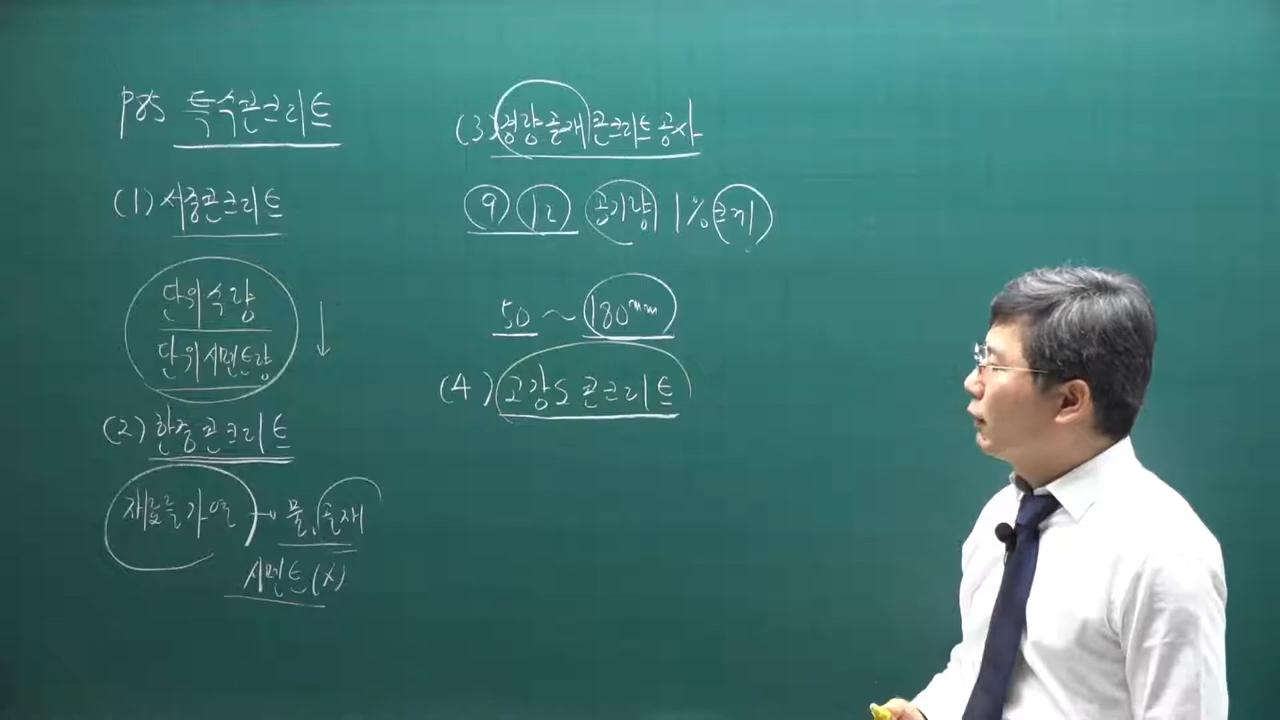 P85 특수콘크리트
(1) 서중콘크리트
단위수량
단위시멘트량
↓
(2) 한중콘크리트
재료를 가열 → 물, 골재
시멘트(x)
(3) 경량골재콘크리트공사
9 12 공기량 1% 크게
50 ~ 180mm
(4) 고강도콘크리트